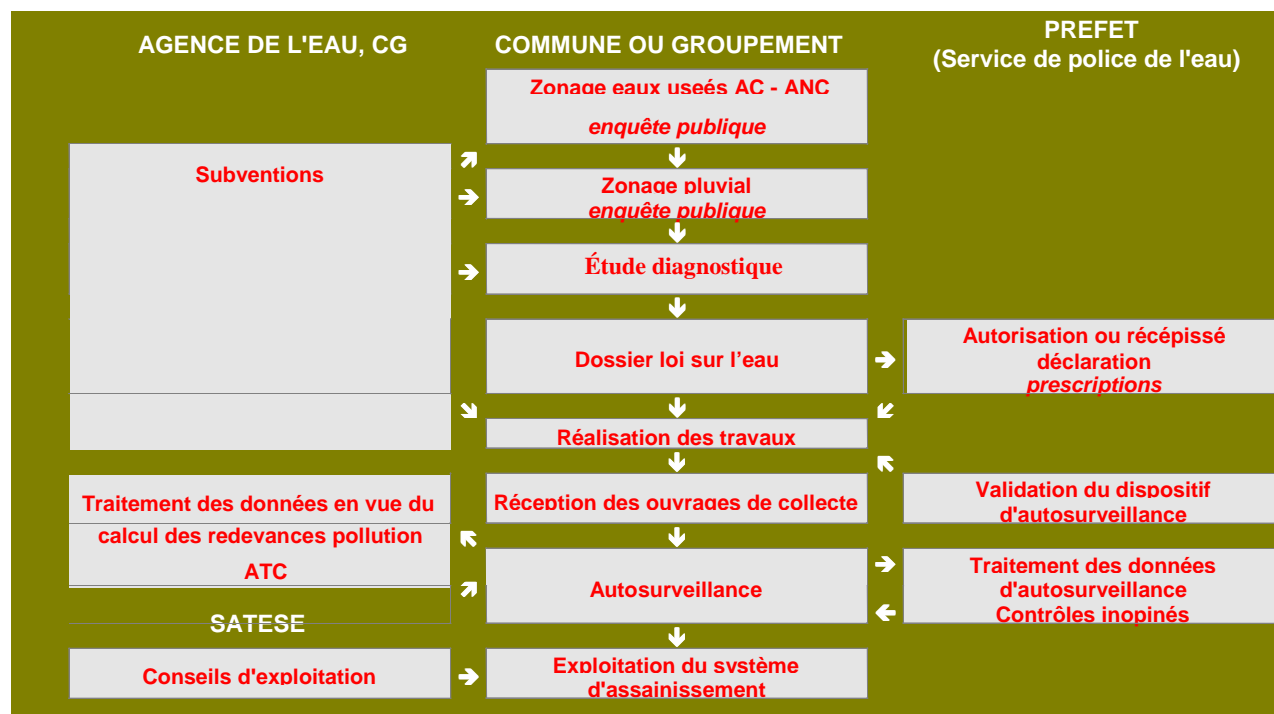 AGENCE DE L'EAU, CG
COMMUNE OU GROUPEMENT
PREFET
(Service de police de l'eau)
Zonage eaux useés AC - ANC
enquête publique
Subventions
Zonage pluvial
enquête publique
Étude diagnostique
Dossier loi sur l’eau
Autorisation ou récépissé
déclaration
prescriptions
Réalisation des travaux
Traitement des données en vue du
calcul des redevances pollution
ATC
Réception des ouvrages de collecte
Validation du dispositif
d'autosurveillance
Autosurveillance
Traitement des données
d'autosurveillance
Contrôles inopinés
SATESE
Conseils d'exploitation
Exploitation du système
d'assainissement